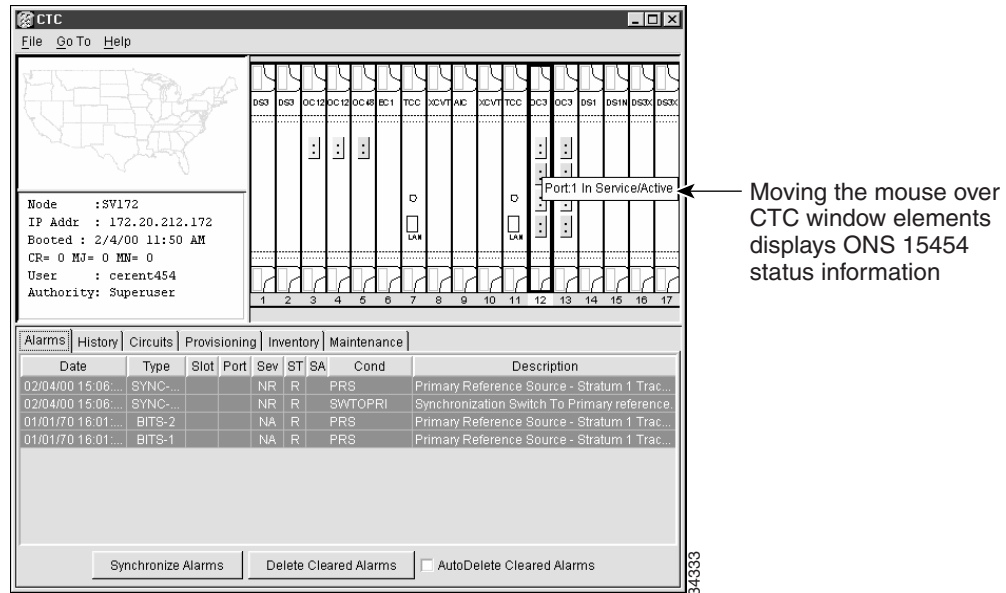 CTC
File Go To Help
DS3 DS3 OC12 OC12 OC48 EC1 TCC XCVT AIC XCVT TCC OC3 OC3 DS1 DS1N DS3X DS3X
Port:1 In Service/Active
LAN LAN
1 2 3 4 5 6 7 8 9 10 11 12 13 14 15 16 17
Node :SV172
IP Addr : 172.20.212.172
Booted : 2/4/00 11:50 AM
CR= 0 MJ= 0 MN= 0
User : cerent454
Authority: Superuser
Moving the mouse over
CTC window elements
displays ONS 15454
status information
Alarms History Circuits Provisioning Inventory Maintenance
Date Type Slot Port Sev ST SA Cond Description
02/04/00 15:06:... SYNC-... NR R PRS Primary Reference Source - Stratum 1 Trac...
02/04/00 15:06:... SYNC-... NR R SWTOPRI Synchronization Switch To Primary reference.
01/01/70 16:01:... BITS-2 NA R PRS Primary Reference Source - Stratum 1 Trac...
01/01/70 16:01:... BITS-1 NA R PRS Primary Reference Source - Stratum 1 Trac...
Synchronize Alarms Delete Cleared Alarms AutoDelete Cleared Alarms
34333